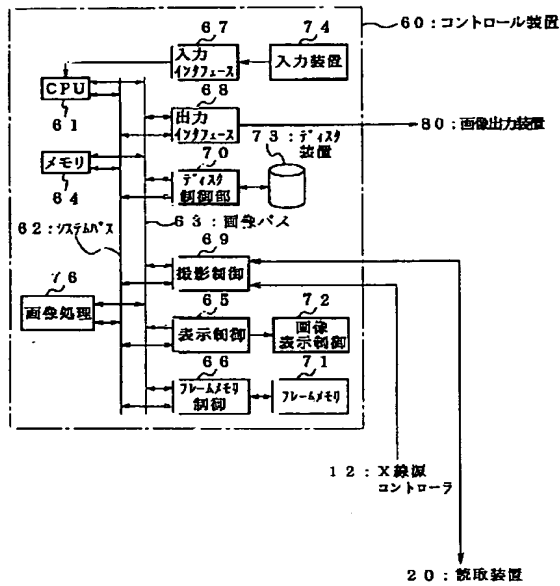 60：コントロール装置
67
74
入力
インタフェース
入力装置
CPU
61
68
出力
インタフェース
80：画像出力装置
73：ディスク
装置
メモリ
64
70
ディスク
制御部
62：システムバス
63：画像バス
69
撮影制御
76
画像処理
65
表示制御
72
画像
表示制御
66
フレームメモリ
制御
71
フレームメモリ
12：X線源
コントローラ
20：読取装置